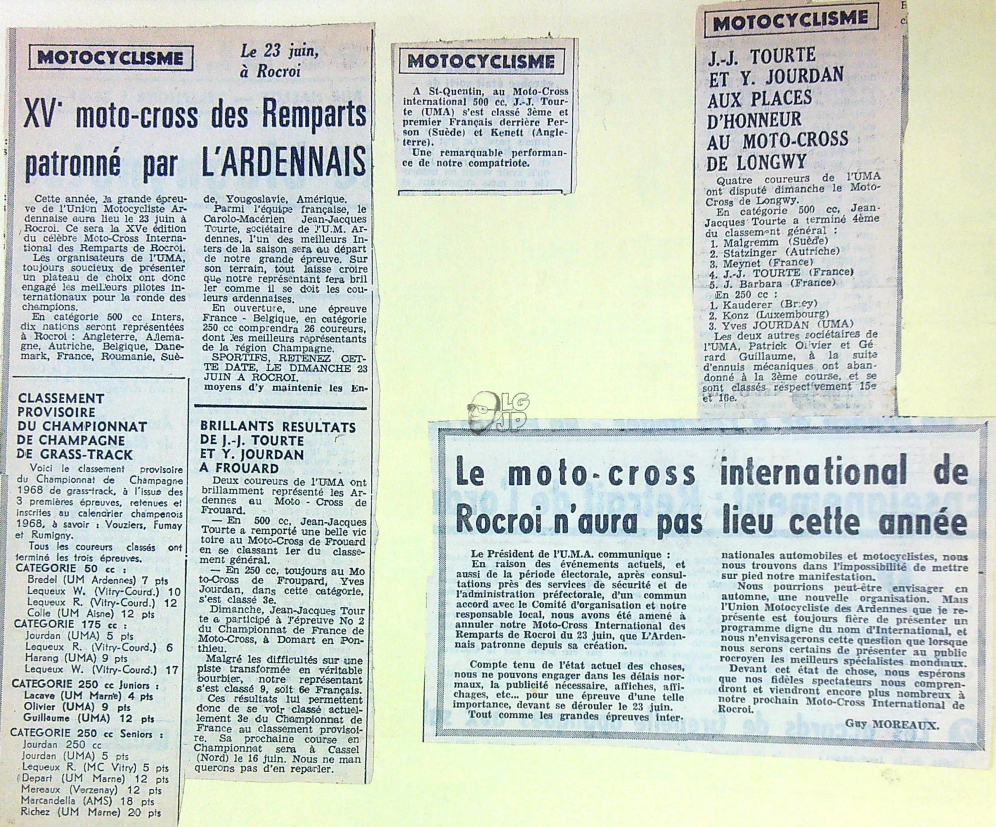 MOTOCYCLISME
Le 23 juin,
à Rocroi
XVe moto-cross des Remparts
patronné par L'ARDENNAIS
Cette année, la grande épreu-
ve de l'Union Motocycliste Ar-
dennaise aura lieu le 23 juin à
Rocroi. Ce sera la XVe édition
du célèbre Moto-Cross Interna-
tional des Remparts de Rocroi.
Les organisateurs de l'UMA,
toujours soucieux de présenter
un plateau de choix ont donc
engagé les meilleurs pilotes in-
ternationaux pour la ronde des
champions.
En catégorie 500 cc Inters,
dix nations seront représentées
à Rocroi : Angleterre, Allema-
gne, Autriche, Belgique, Dane-
mark, France, Roumanie, Suè-
de, Yougoslavie, Amérique.
Parmi l'équipe française, le
Carolo-Macérien Jean-Jacques
Tourte, sociétaire de l'U.M. Ar-
dennes, l'un des meilleurs In-
ters de la saison sera au départ
de notre grande épreuve. Sur
son terrain, tout laisse croire
que notre représentant fera bril
ler comme il se doit les cou-
leurs ardennaises.
En ouverture, une épreuve
France - Belgique, en catégorie
250 cc comprendra 26 coureurs,
dont les meilleurs représentants
de la région Champagne.
SPORTIFS, RETENEZ CET-
TE DATE, LE DIMANCHE 23
JUIN A ROCROI.
moyens d'y maintenir les En-
CLASSEMENT
PROVISOIRE
DU CHAMPIONNAT
DE CHAMPAGNE
DE GRASS-TRACK
Voici le classement provisoire
du Championnat de Champagne
1968 de grass-track, à l'issue des
3 premières épreuves, retenues et
inscrites au calendrier champenois
1968, à savoir : Vouziers, Fumay
et Rumigny.
Tous les coureurs classés ont
terminé les trois épreuves.
CATEGORIE 50 cc :
Bredel (UM Ardennes) 7 pts
Lequeux W. (Vitry-Courd.) 10
Lequeux R. (Vitry-Courd.) 12
Colle (UM Aisne) 12 pts
CATEGORIE 175 cc :
Jourdan (UMA) 5 pts
Lequeux R. (Vitry-Courd.) 6
Harang (UMA) 9 pts
Lequeux W. (Vitry-Courd.) 17
CATEGORIE 250 cc Juniors :
Lacave (UM Marne) 4 pts
Olivier (UMA) 9 pts
Guillaume (UMA) 12 pts
CATEGORIE 250 cc Seniors :
Jourdan 250 cc
Jourdan (UMA) 5 pts
Lequeux R. (MC Vitry) 5 pts
Depart (UM Marne) 12 pts
Mereaux (Verzenay) 12 pts
Marcandella (AMS) 18 pts
Richez (UM Marne) 20 pts
BRILLANTS RESULTATS
DE J.-J. TOURTE
ET Y. JOURDAN
A FROUARD
Deux coureurs de l'UMA ont
brillamment représenté les Ar-
dennes au Moto - Cross de
Frouard.
— En 500 cc, Jean-Jacques
Tourte a remporté une belle vic
toire au Moto-Cross de Frouard
en se classant 1er du classe-
ment général.
— En 250 cc, toujours au Mo
to-Cross de Froupard, Yves
Jourdan, dans cette catégorie,
s'est classé 3e.
Dimanche, Jean-Jacques Tour
te a participé à l'épreuve No 2
du Championnat de France de
Moto-Cross, à Domart en Pon-
thieu.
Malgré les difficultés sur une
piste transformée en véritable
bourbier, notre représentant
s'est classé 9, soit 6e Français.
Ces résultats lui permettent
donc de se voir classé actuel-
lement 3e du Championnat de
France au classement provisoi-
re. Sa prochaine course en
Championnat sera à Cassel
(Nord) le 16 juin. Nous ne man
querons pas d'en reparler.
MOTOCYCLISME
A St-Quentin, au Moto-Cross
international 500 cc, J.-J. Tour-
te (UMA) s'est classé 3ème et
premier Français derrière Per-
son (Suède) et Kenett (Angle-
terre).
Une remarquable performan-
ce de notre compatriote.
MOTOCYCLISME
J.-J. TOURTE
ET Y. JOURDAN
AUX PLACES
D'HONNEUR
AU MOTO-CROSS
DE LONGWY
Quatre coureurs de l'UMA
ont disputé dimanche le Moto-
Cross de Longwy.
En catégorie 500 cc, Jean-
Jacques Tourte a terminé 4ème
du classement général :
1. Malgremm (Suède)
2. Statzinger (Autriche)
3. Meynet (France)
4. J.-J. TOURTE (France)
5. J. Barbara (France)
En 250 cc :
1. Kauderer (Briey)
2. Konz (Luxembourg)
3. Yves JOURDAN (UMA)
Les deux autres sociétaires de
l'UMA, Patrick Olivier et Gé
rard Guillaume, à la suite
d'ennuis mécaniques ont aban-
donné à la 3ème course, et se
sont classés respectivement 15e
et 16e.
LG
JP
Le moto-cross international de
Rocroi n'aura pas lieu cette année
Le Président de l'U.M.A. communique :
En raison des événements actuels, et
aussi de la période électorale, après consul-
tations près des services de sécurité et de
l'administration préfectorale, d'un commun
accord avec le Comité d'organisation et notre
responsable local, nous avons été amené à
annuler notre Moto-Cross International des
Remparts de Rocroi du 23 juin, que L'Arden-
nais patronne depuis sa création.
Compte tenu de l'état actuel des choses,
nous ne pouvons engager dans les délais nor-
maux, la publicité nécessaire, affiches, affi-
chages, etc... pour une épreuve d'une telle
importance, devant se dérouler le 23 juin.
Tout comme les grandes épreuves inter-
nationales automobiles et motocyclistes, nous
nous trouvons dans l'impossibilité de mettre
sur pied notre manifestation.
Nous pourrions peut-être envisager en
automne, une nouvelle organisation. Mais
l'Union Motocycliste des Ardennes que je re-
présente est toujours fière de présenter un
programme digne du nom d'International, et
nous n'envisagerons cette question que lorsque
nous serons certains de présenter au public
rocroyen les meilleurs spécialistes mondiaux.
Devant cet état de chose, nous espérons
que nos fidèles spectateurs nous compren-
dront et viendront encore plus nombreux à
notre prochain Moto-Cross International de
Rocroi.
Guy MOREAUX.